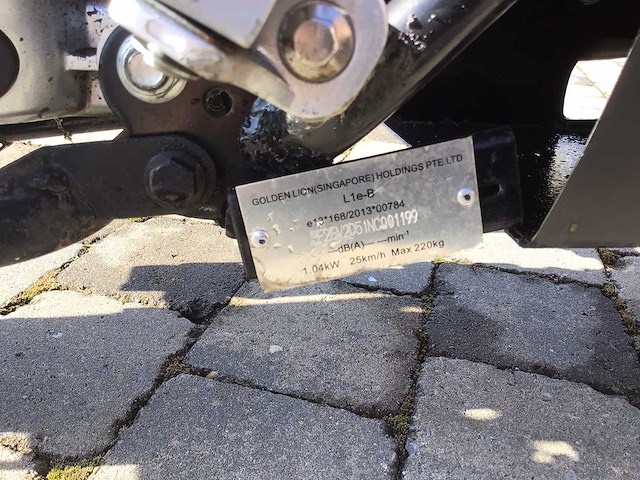 GOLDEN LION(SINGAPORE) HOLDINGS PTE.LTD
L1e-B
e13*168/2013*00784
--dB(A)— —min⁻¹
1.04kW 25km/h Max 220kg